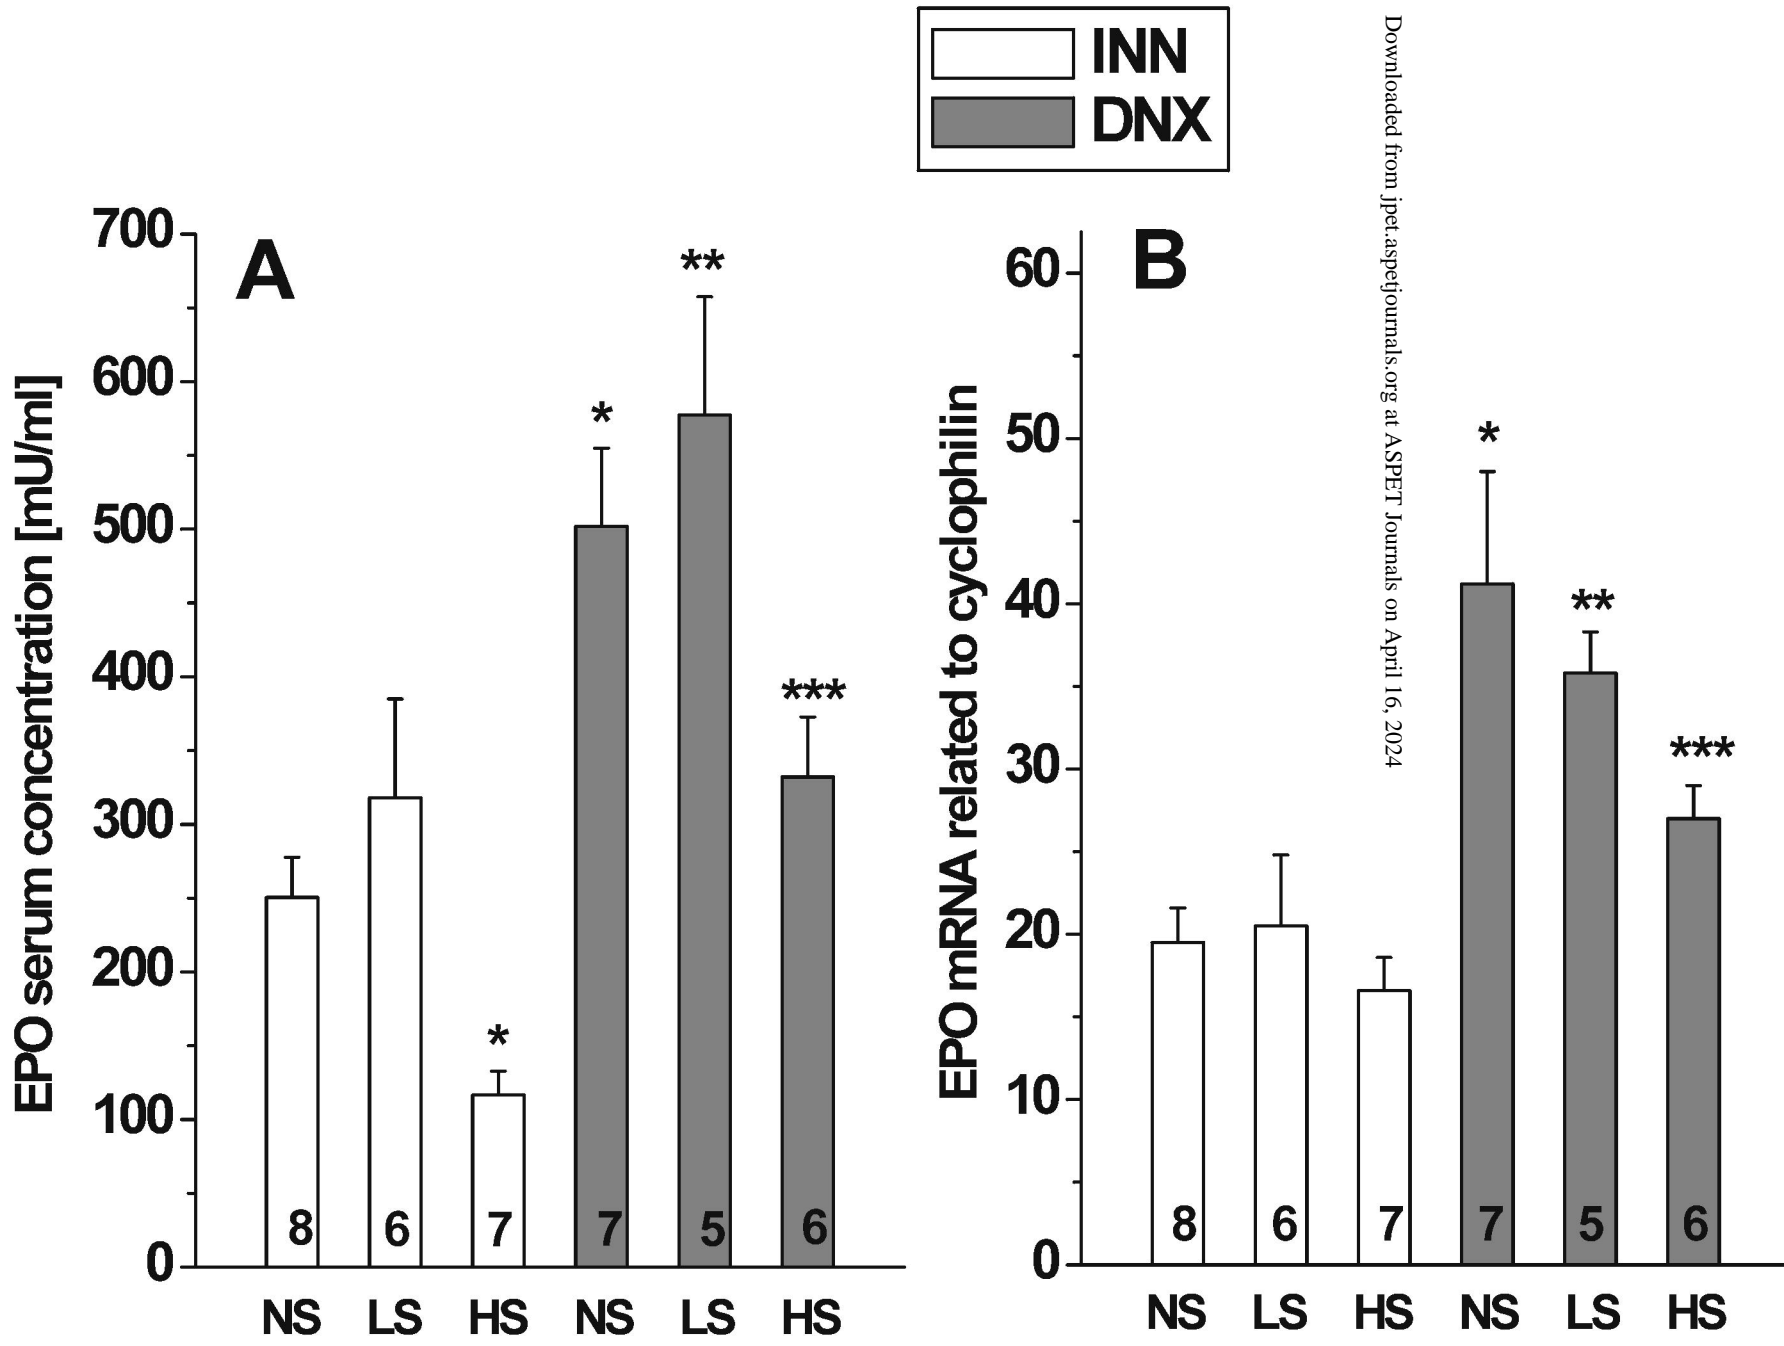 INN
DNX
A
EPO serum concentration [mU/ml]
700
600
500
400
300
200
100
0
*
*
**
***
8 6 7 7 5 6
NS LS HS NS LS HS
B
EPO mRNA related to cyclophilin
60
50
40
30
20
10
0
*
**
***
8 6 7 7 5 6
NS LS HS NS LS HS
Downloaded from jpet.aspetjournals.org at ASPET Journals on April 16, 2024